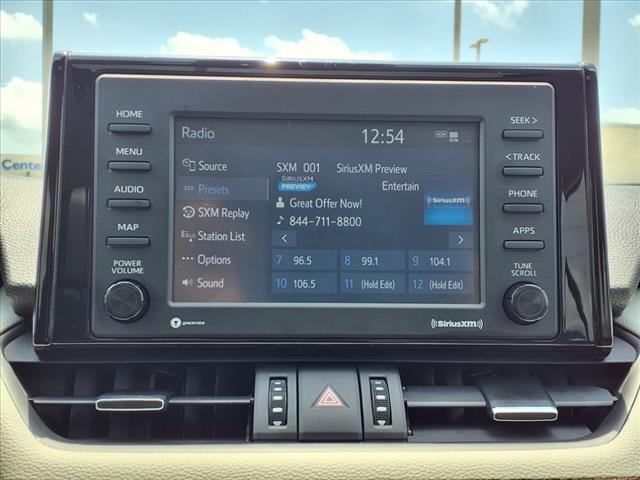 Cente
HOME
MENU
AUDIO
MAP
POWER
VOLUME
Radio
12:54
Source
Presets
SXM Replay
Station List
Options
Sound
SXM 001 SiriusXM Preview
SIRIUSXM
PREVIEW
Entertain
Great Offer Now!
844-711-8800
SiriusXM
< >
7 96.5
8 99.1
9 104.1
10 106.5
11 (Hold Edit)
12 (Hold Edit)
SEEK >
< TRACK
PHONE
APPS
TUNE
SCROLL
gracenote
((SiriusXM))